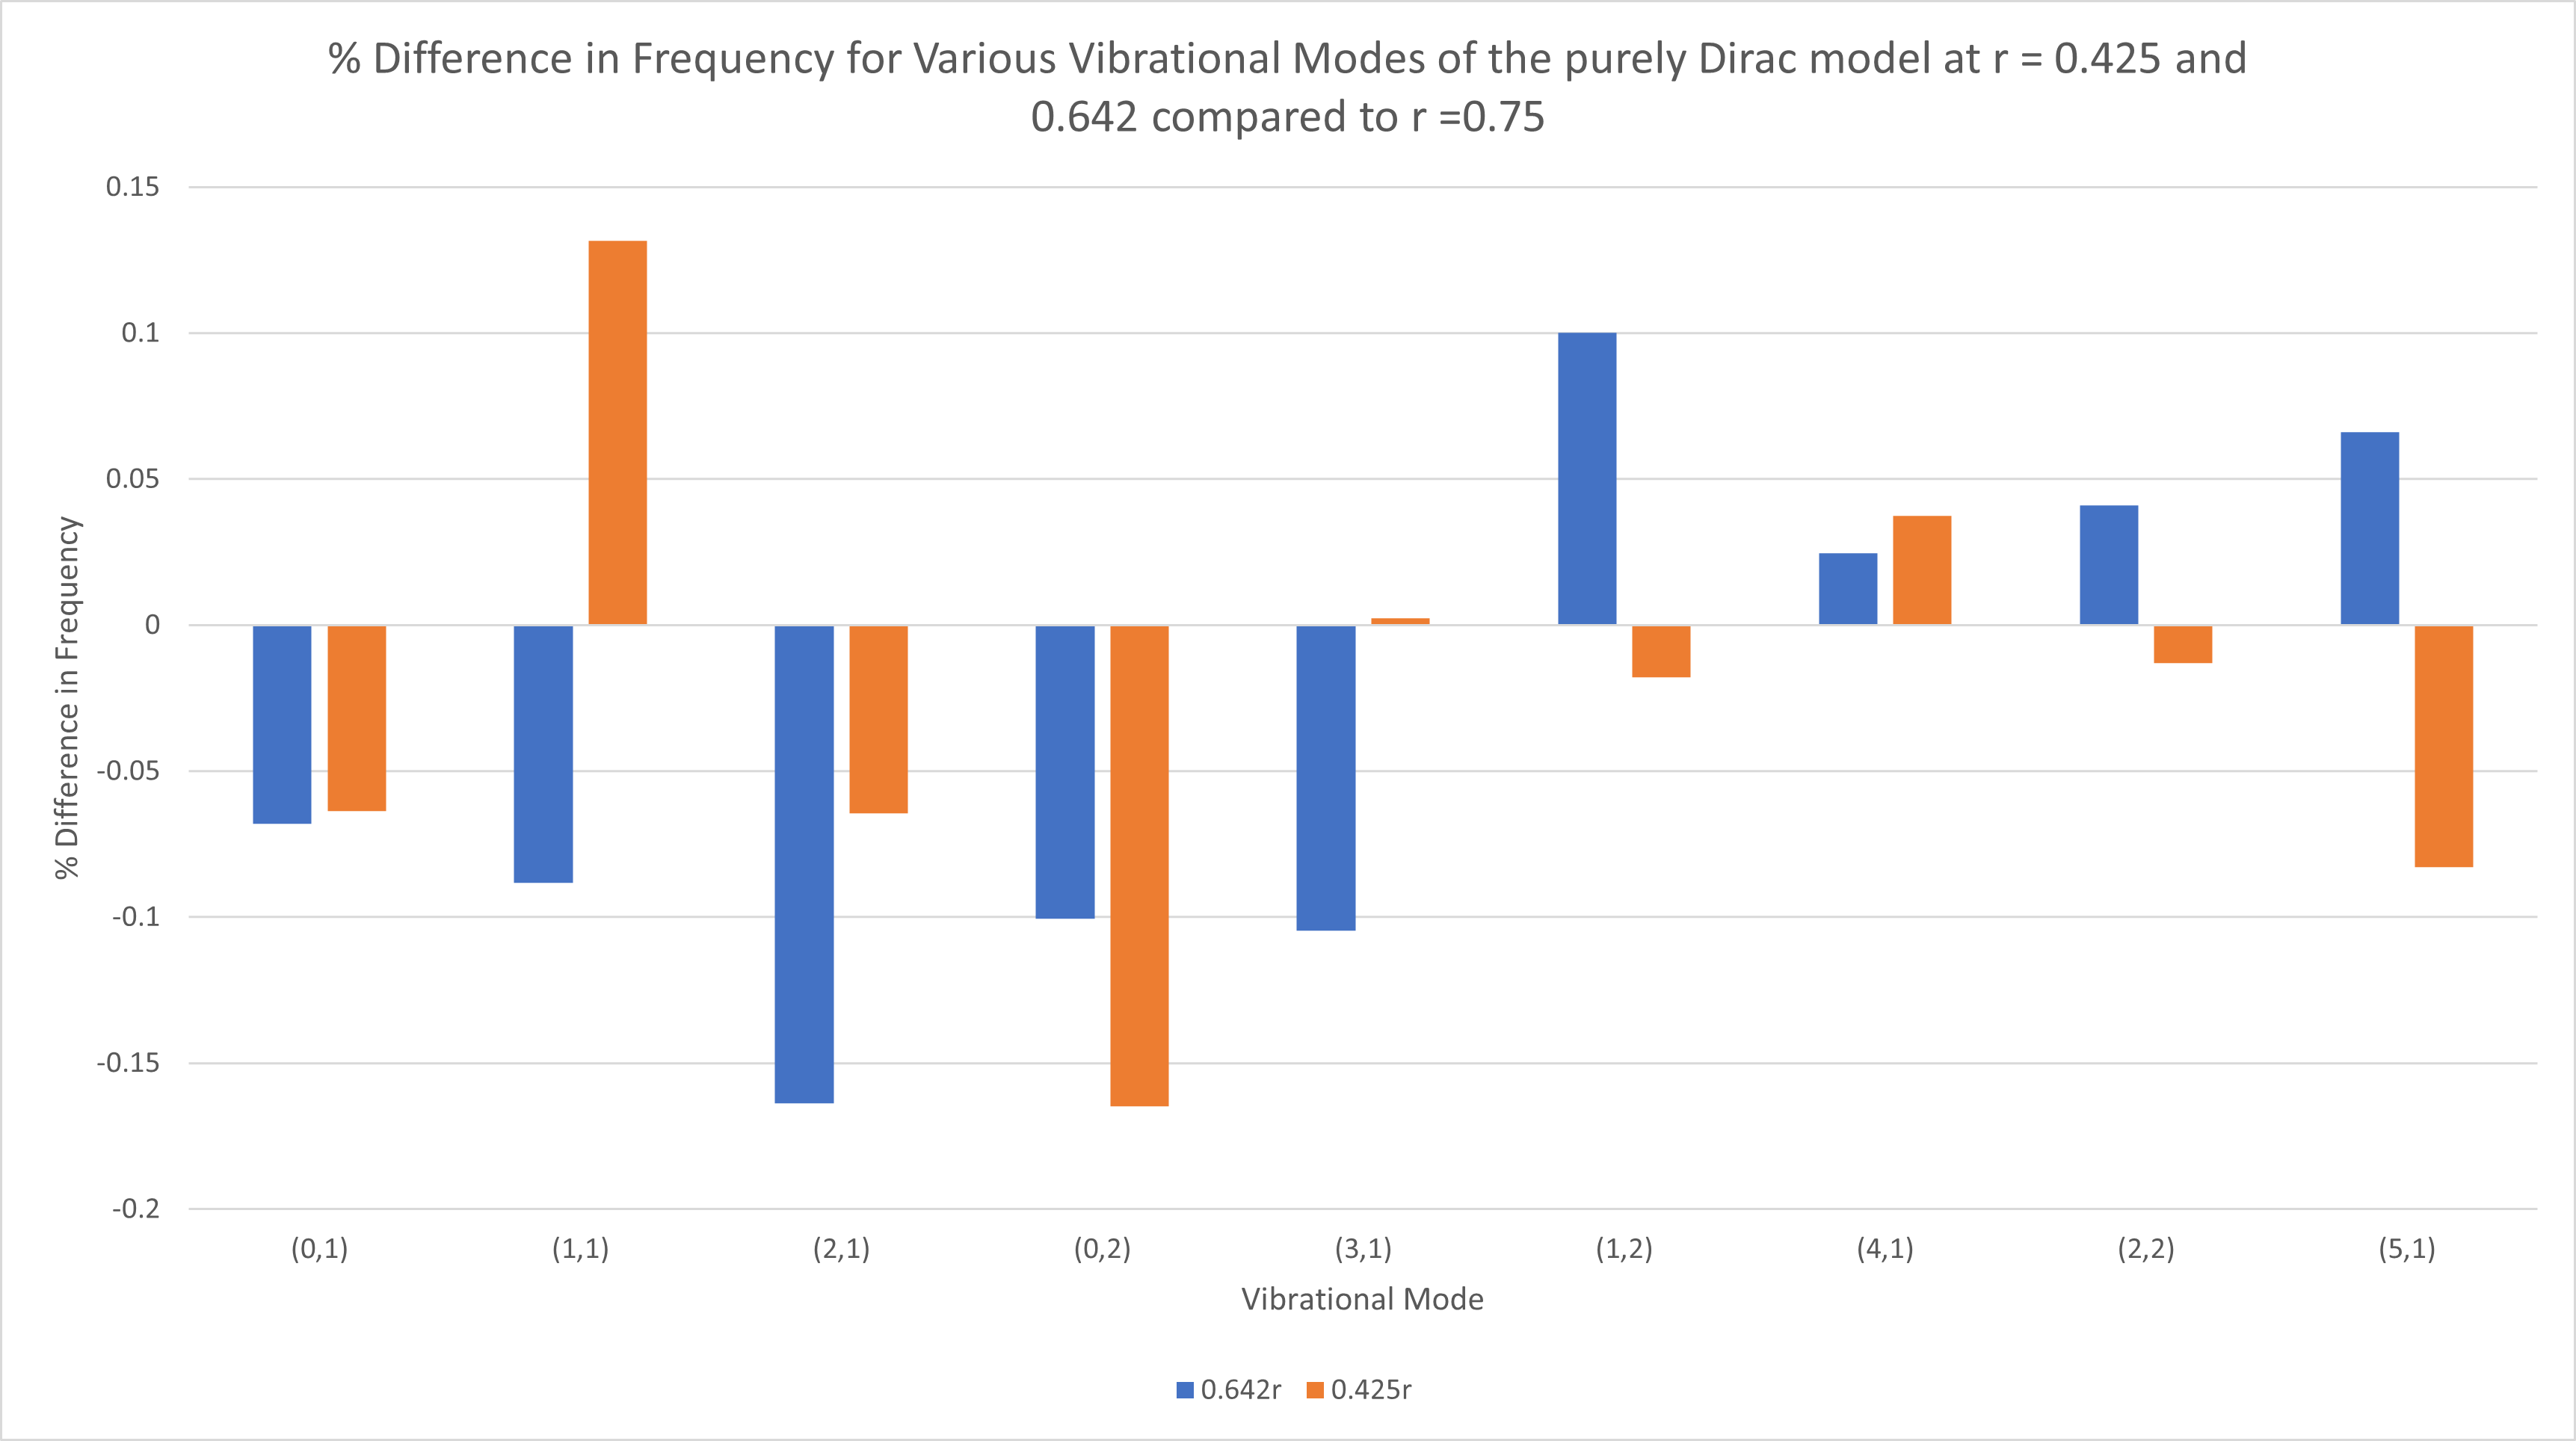 % Difference in Frequency for Various Vibrational Modes of the purely Dirac model at r = 0.425 and
0.642 compared to r =0.75
0.15
0.1
0.05
0
-0.05
-0.1
-0.15
-0.2
% Difference in Frequency
(0,1) (1,1) (2,1) (0,2) (3,1) (1,2) (4,1) (2,2) (5,1)
Vibrational Mode
0.642r 0.425r